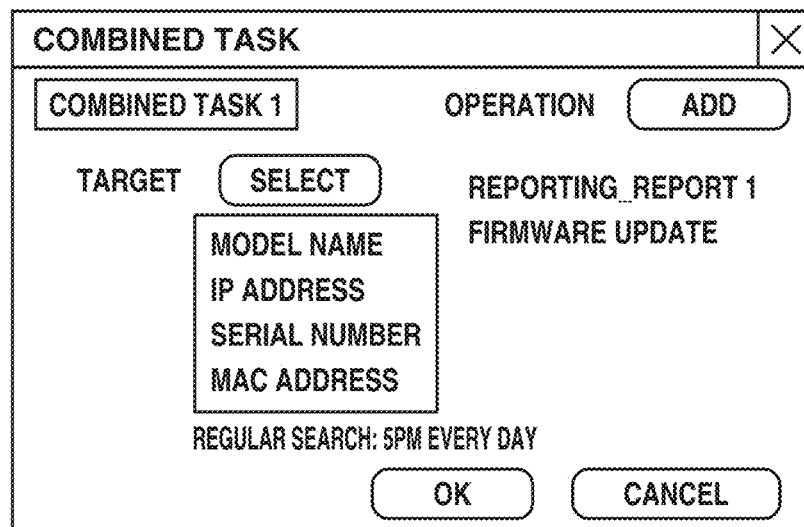 COMBINED TASK
COMBINED TASK 1 OPERATION ADD
TARGET SELECT
REPORTING_REPORT 1
FIRMWARE UPDATE
MODEL NAME
IP ADDRESS
SERIAL NUMBER
MAC ADDRESS
REGULAR SEARCH: 5PM EVERY DAY
OK CANCEL